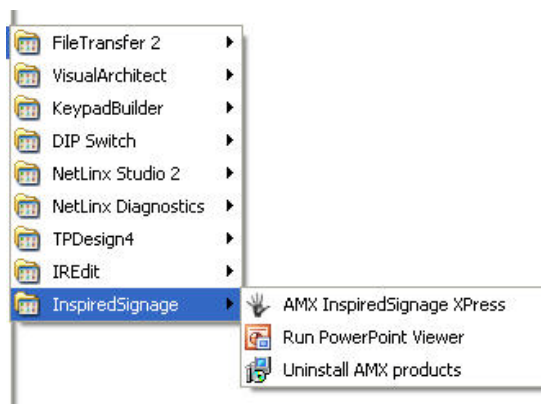 FileTransfer 2
VisualArchitect
KeypadBuilder
DIP Switch
NetLinx Studio 2
NetLinx Diagnostics
TPDesign4
IREdit
InspiredSignage
AMX InspiredSignage XPress
Run PowerPoint Viewer
Uninstall AMX products